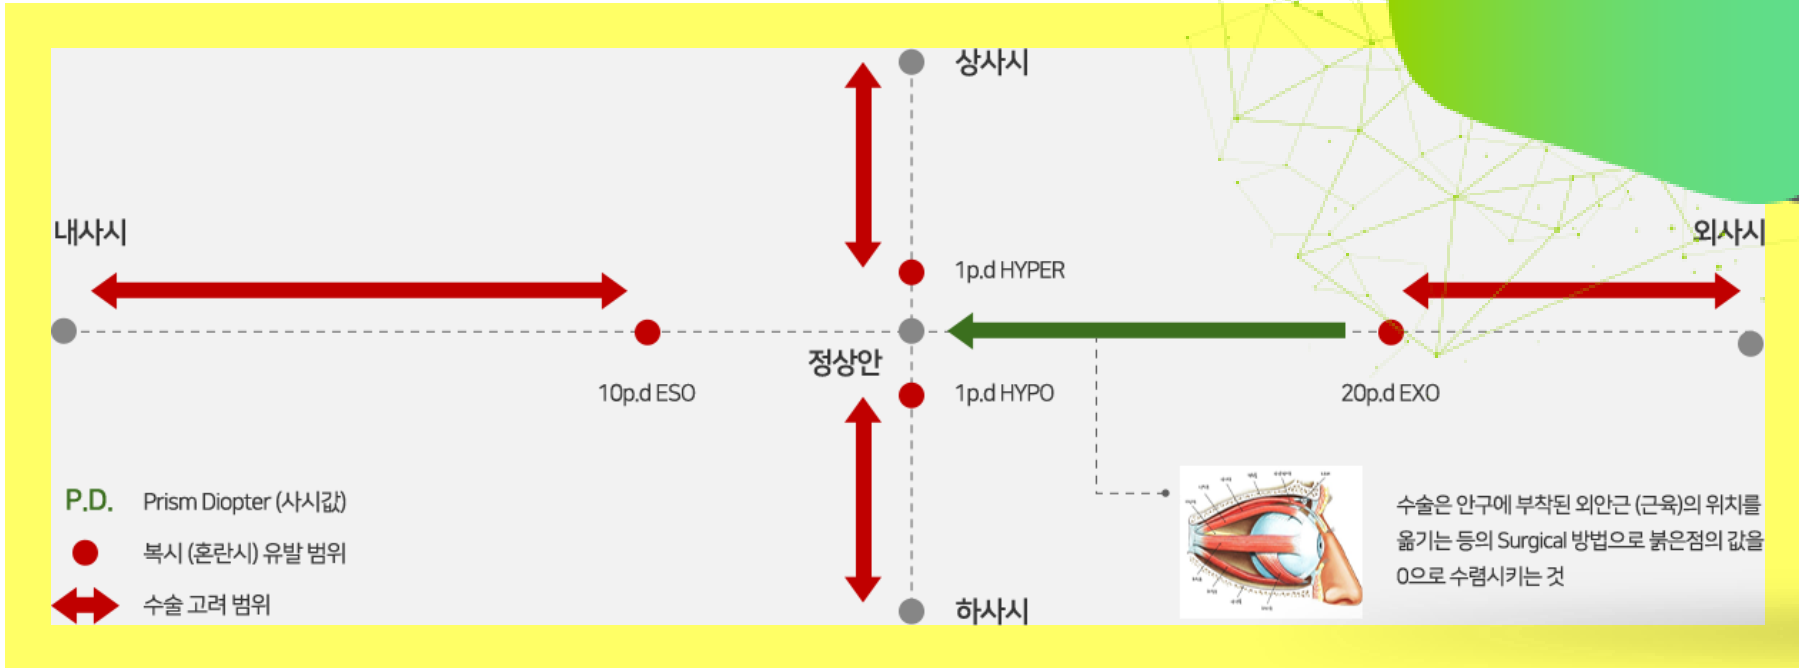 상사시
내사시
외사시
1p.d HYPER
정상안
10p.d ESO
1p.d HYPO
20p.d EXO
P.D. Prism Diopter (사시값)
복시 (혼란시) 유발 범위
수술 고려 범위
하사시
수술은 안구에 부착된 외안근 (근육)의 위치를
옮기는 등의 Surgical 방법으로 붉은점의 값을
0으로 수렴시키는 것